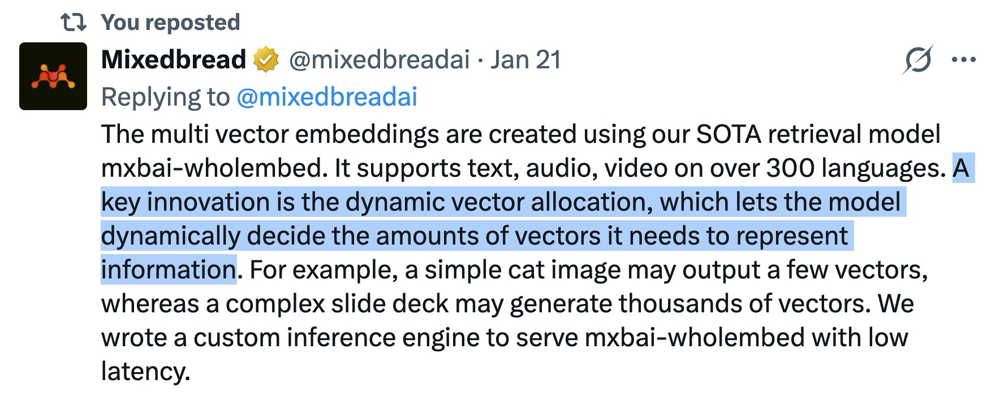 You reposted
Mixedbread @mixedbreadai · Jan 21
Replying to @mixedbreadai
The multi vector embeddings are created using our SOTA retrieval model
mxbai-wholembed. It supports text, audio, video on over 300 languages. A
key innovation is the dynamic vector allocation, which lets the model
dynamically decide the amounts of vectors it needs to represent
information. For example, a simple cat image may output a few vectors,
whereas a complex slide deck may generate thousands of vectors. We
wrote a custom inference engine to serve mxbai-wholembed with low
latency.